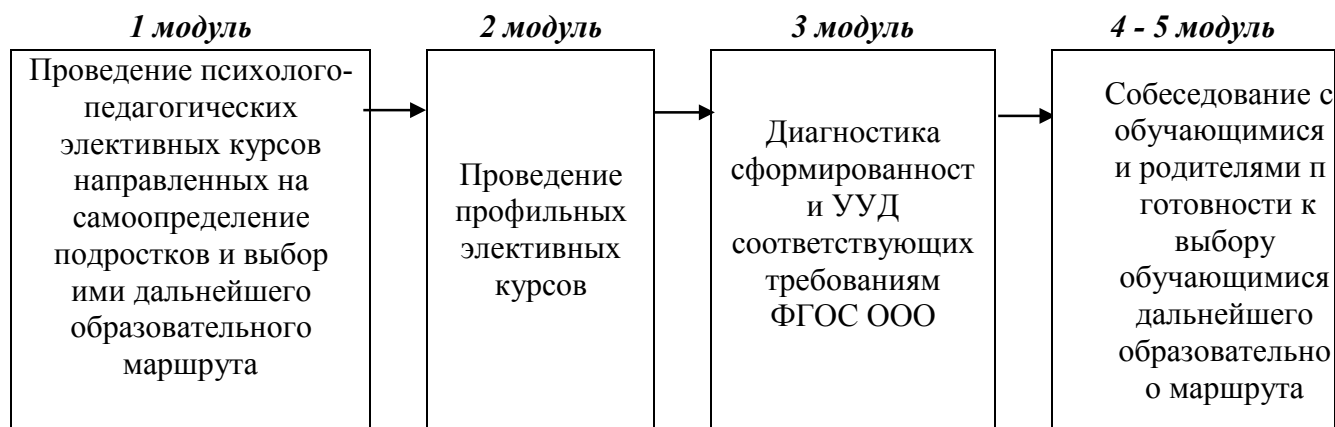 1 модуль
Проведение психолого-
педагогических
элективных курсов
направленных на
самоопределение
подростков и выбор
ими дальнейшего
образовательного
маршрута
2 модуль
Проведение
профильных
элективных
курсов
3 модуль
Диагностика
сформированност
и УУД
соответствующих
требованиям
ФГОС ООО
4 - 5 модуль
Собеседование с
обучающимися
и родителями п
готовности к
выбору
обучающимися
дальнейшего
образовательно
о маршрута